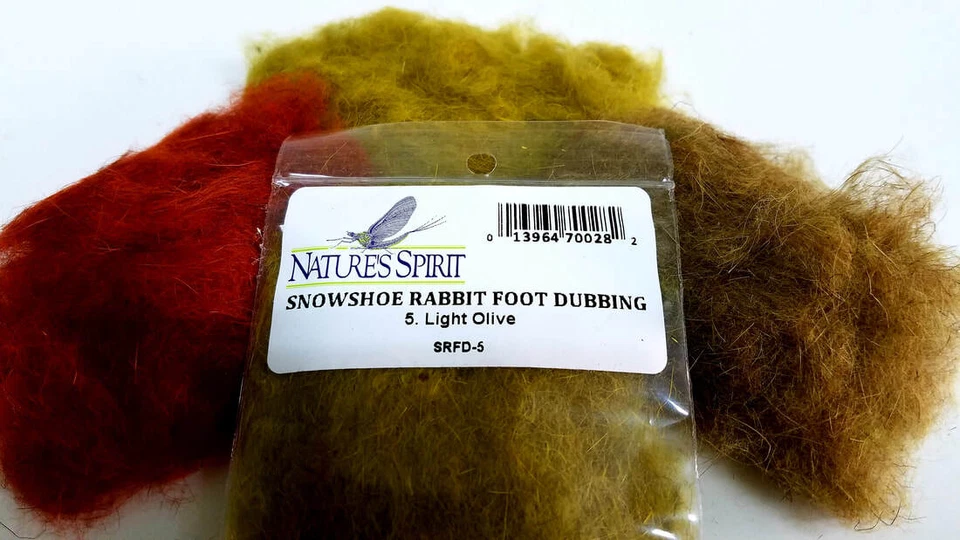 NATURE'S SPIRIT
0 13964 70028 2
SNOWSHOE RABBIT FOOT DUBBING
5. Light Olive
SRFD-5